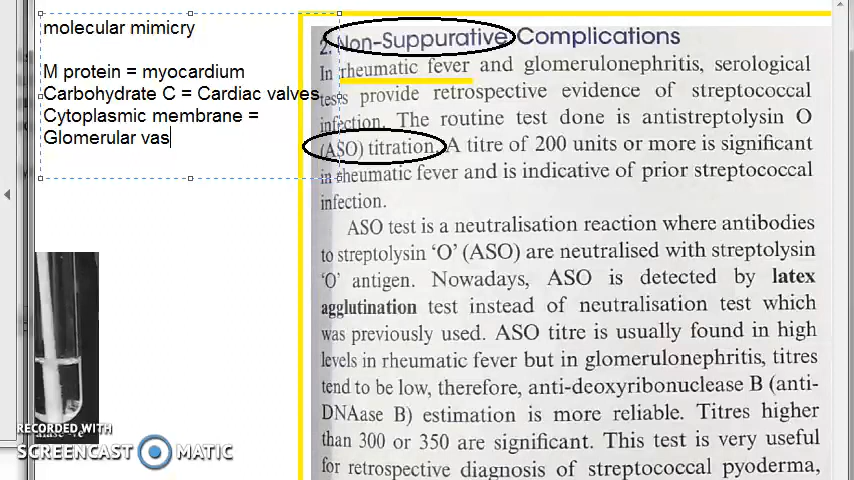 molecular mimicry
M protein = myocardium
Carbohydrate C = Cardiac valves
Cytoplasmic membrane =
Glomerular vas
2. Non-Suppurative Complications
In rheumatic fever and glomerulonephritis, serological
tests provide retrospective evidence of streptococcal
infection. The routine test done is antistreptolysin O
(ASO) titration. A titre of 200 units or more is significant
in rheumatic fever and is indicative of prior streptococcal
infection.
ASO test is a neutralisation reaction where antibodies
to streptolysin 'O' (ASO) are neutralised with streptolysin
'O' antigen. Nowadays, ASO is detected by latex
agglutination test instead of neutralisation test which
was previously used. ASO titre is usually found in high
levels in rheumatic fever but in glomerulonephritis, titres
tend to be low, therefore, anti-deoxyribonuclease B (anti-
DNAase B) estimation is more reliable. Titres higher
than 300 or 350 are significant. This test is very useful
for retrospective diagnosis of streptococcal pyoderma,
RECORDED WITH
SCREENCAST MATIC